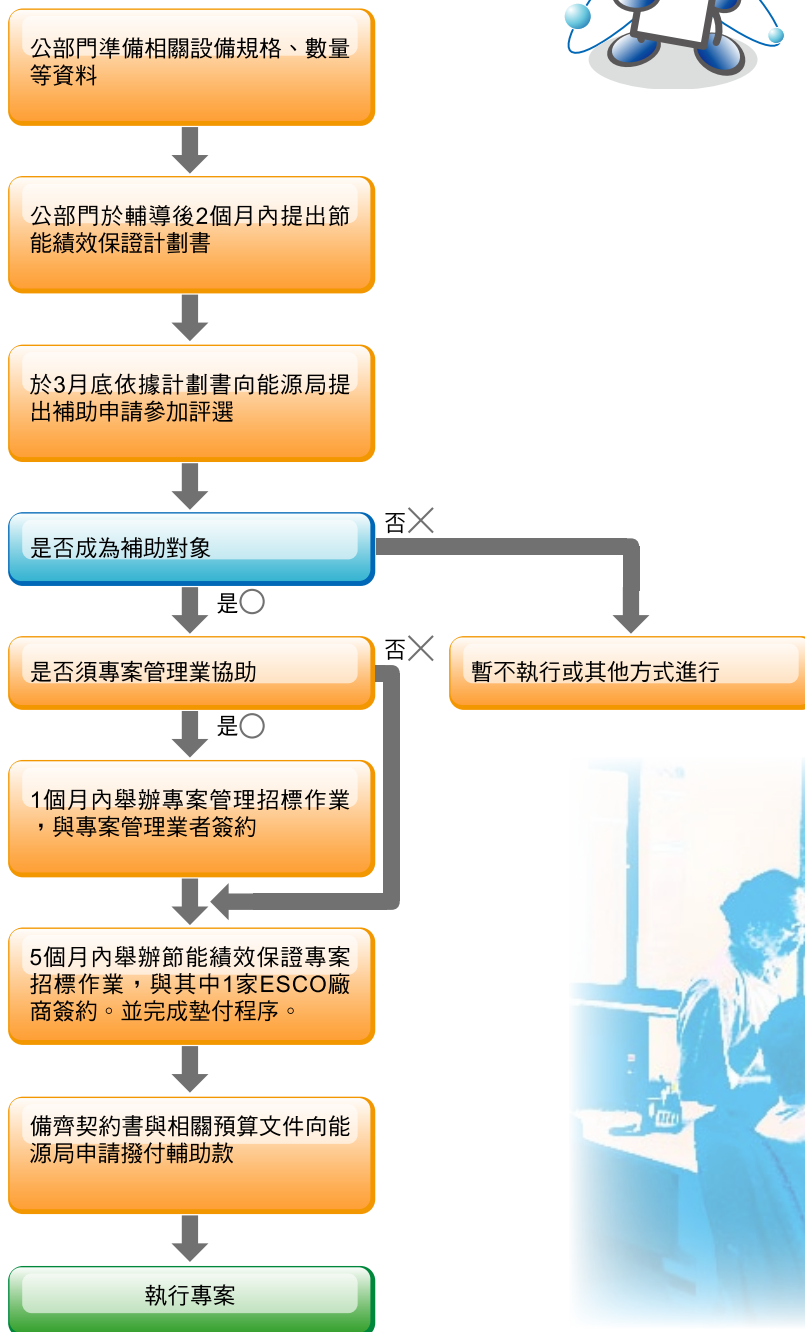 公部門準備相關設備規格、數量
等資料
公部門於輔導後2個月內提出節
能績效保證計劃書
於3月底依據計劃書向能源局提
出補助申請參加評選
是否成為補助對象
否╳
是○
是否須專案管理業協助
否╳
暫不執行或其他方式進行
是○
1個月內舉辦專案管理招標作業
，與專案管理業者簽約
5個月內舉辦節能績效保證專案
招標作業，與其中1家ESCO廠
商簽約。並完成墊付程序。
備齊契約書與相關預算文件向能
源局申請撥付輔助款
執行專案